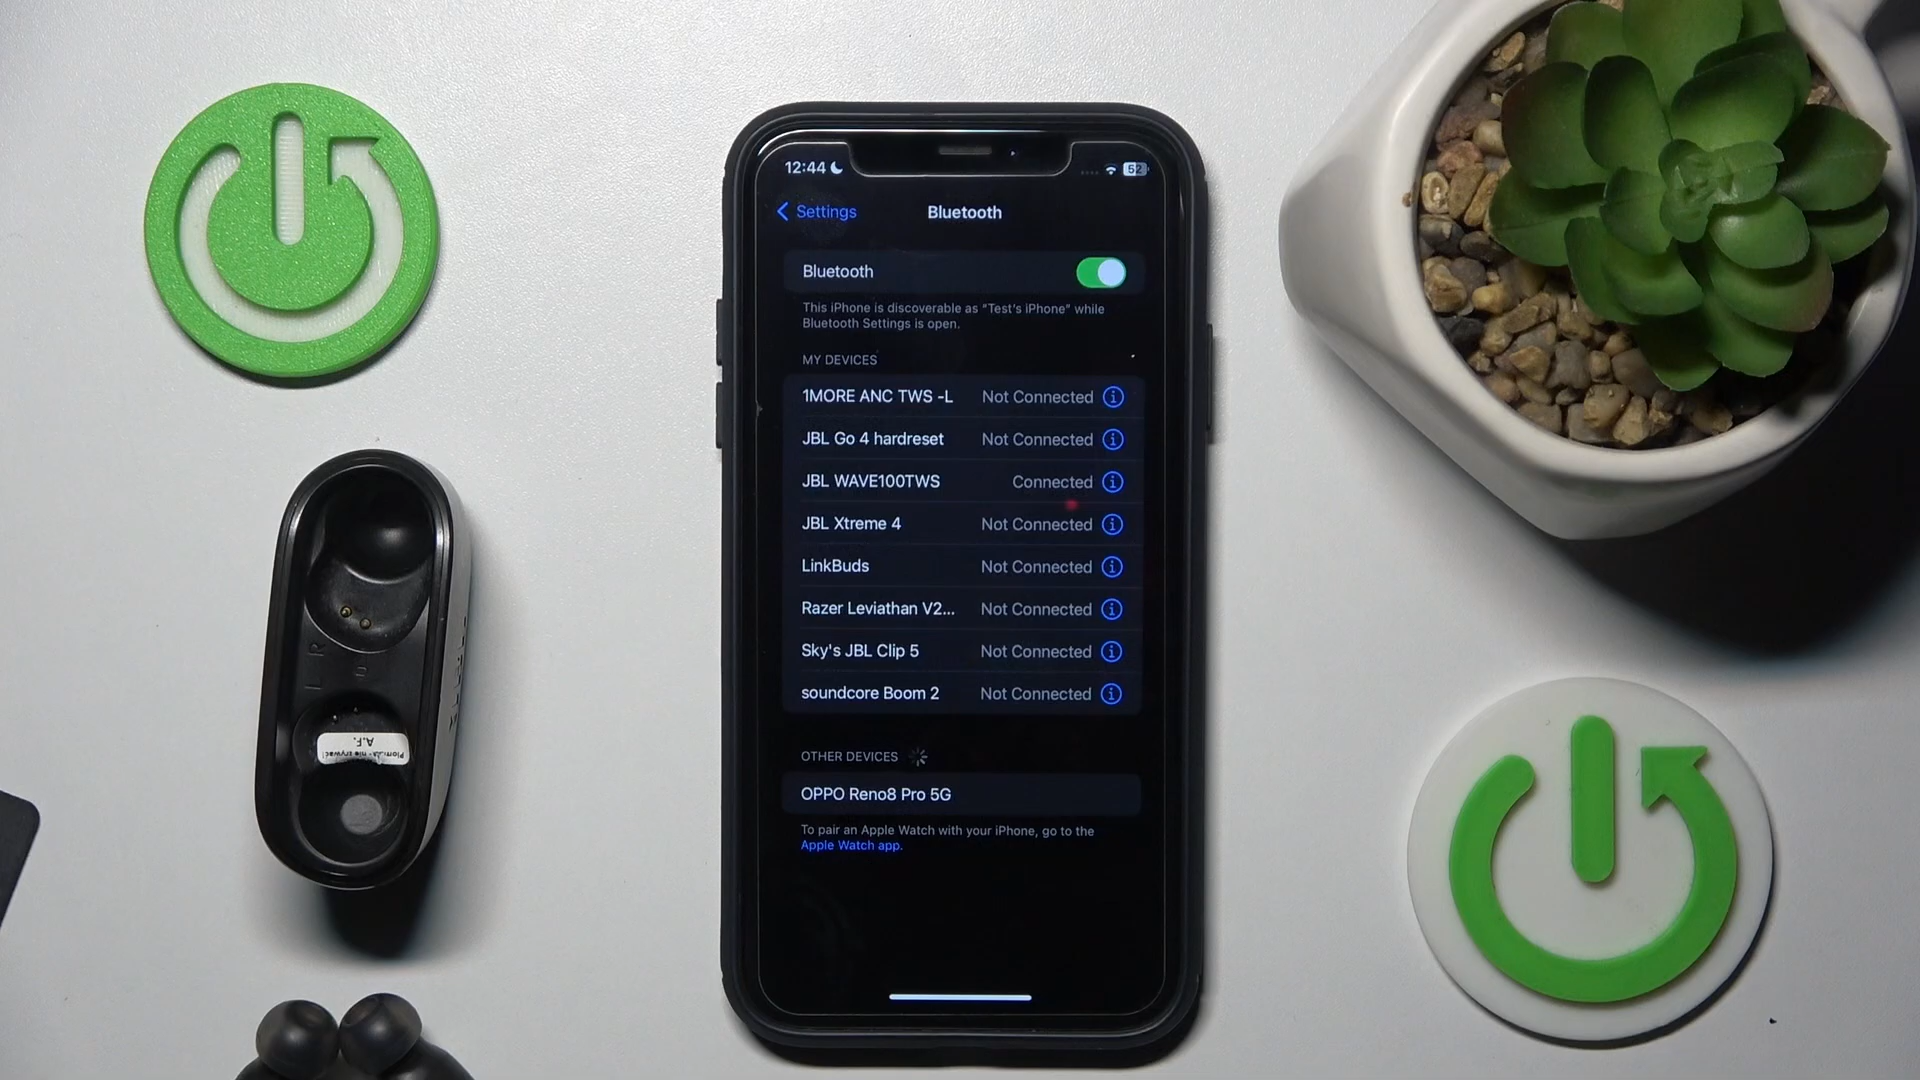 12:44
52
Settings
Bluetooth
Bluetooth
This iPhone is discoverable as “Test's iPhone” while
Bluetooth Settings is open.
MY DEVICES
1MORE ANC TWS -L Not Connected
JBL Go 4 hardreset Not Connected
JBL WAVE100TWS Connected
JBL Xtreme 4 Not Connected
LinkBuds Not Connected
Razer Leviathan V2... Not Connected
Sky's JBL Clip 5 Not Connected
soundcore Boom 2 Not Connected
OTHER DEVICES
OPPO Reno8 Pro 5G
To pair an Apple Watch with your iPhone, go to the
Apple Watch app.
R
L
A.F.